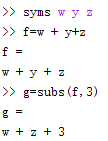 >> syms w y z
>> f=w + y+z
f =
w + y + z
>> g=subs(f,3)
g =
w + z + 3